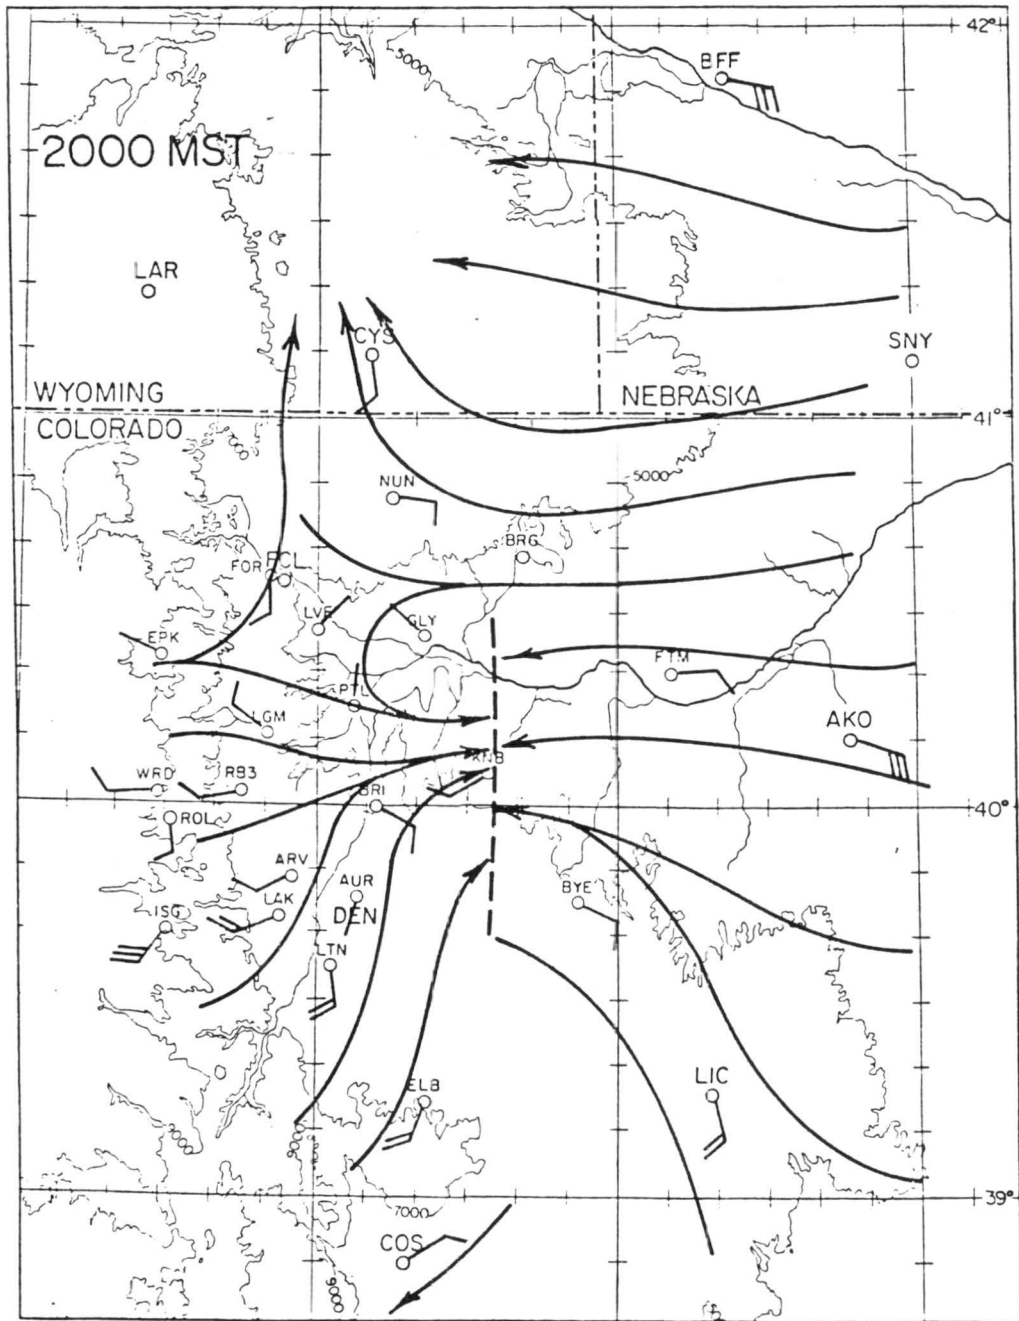 42°
5000
BFF
2000 MST
LAR
CYS
SNY
WYOMING
NEBRASKA
41°
COLORADO
NUN
5000
BRG
FOR
FCL
LVE
GLY
EPK
FTM
PTL
LGM
AKO
KNB
WRD
RB3
BRI
40°
ROL
ARV
AUR
BYE
LAK
DEN
ISG
LTN
LIC
ELB
9000
39°
7000
COS
9000